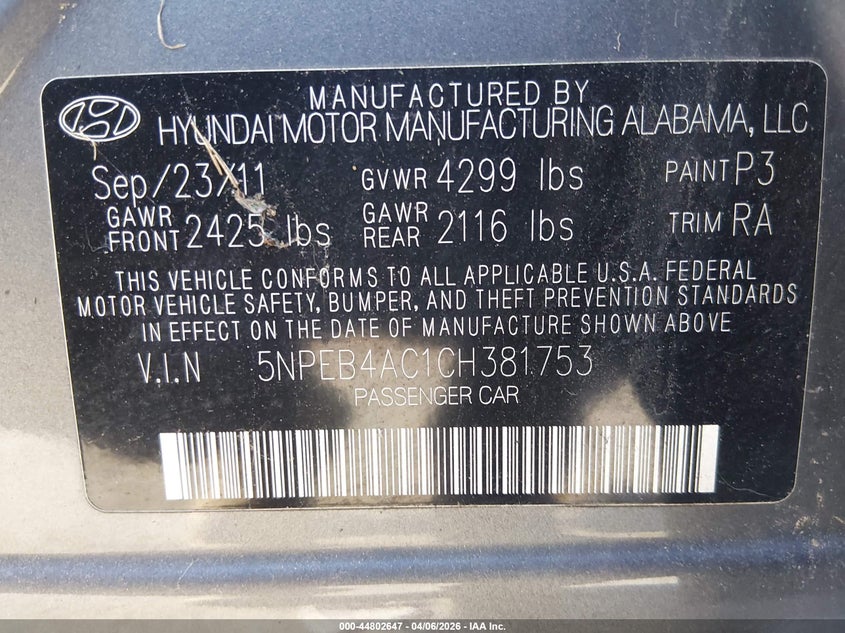 MANUFACTURED BY
HYUNDAI MOTOR MANUFACTURING ALABAMA, LLC
Sep/23/11 GVWR 4299 lbs PAINT P3
GAWR FRONT 2425 lbs GAWR REAR 2116 lbs TRIM RA
THIS VEHICLE CONFORMS TO ALL APPLICABLE U.S.A. FEDERAL
MOTOR VEHICLE SAFETY, BUMPER, AND THEFT PREVENTION STANDARDS
IN EFFECT ON THE DATE OF MANUFACTURE SHOWN ABOVE
V.I.N 5NPEB4AC1CH381753
PASSENGER CAR
000-44802647 - 04/06/2026 - IAA Inc.